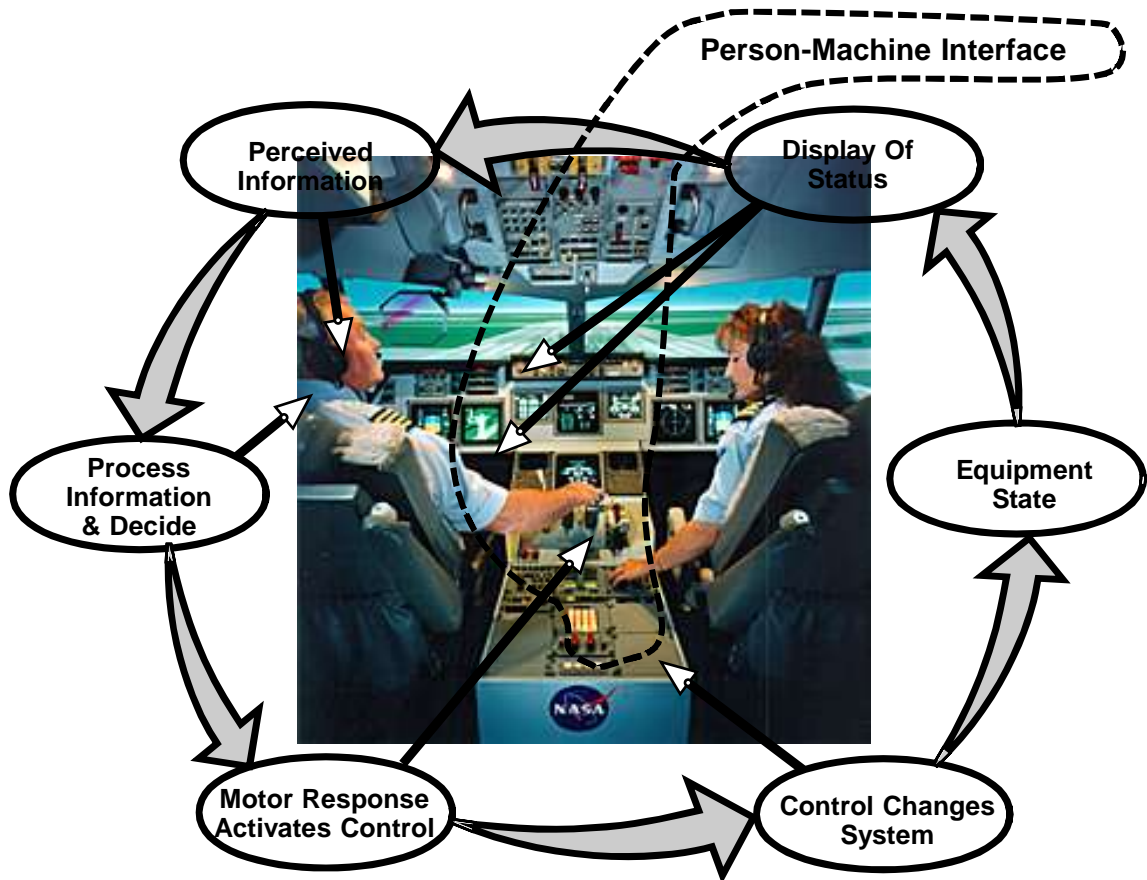 Person-Machine Interface
Perceived
Information
Display Of
Status
Process
Information
& Decide
Equipment
State
NASA
Motor Response
Activates Control
Control Changes
System